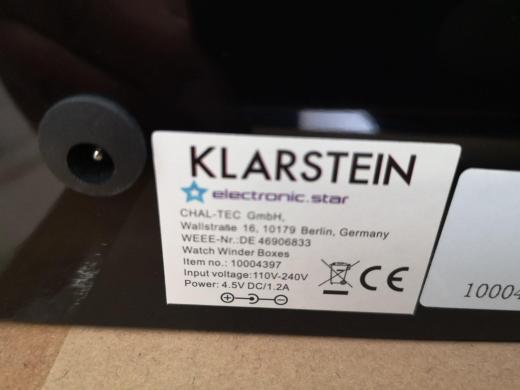 KLARSTEIN
electronic.star
CHAL-TEC GmbH,
Wallstraße 16, 10179 Berlin, Germany
WEEE-Nr.:DE 46906833
Watch Winder Boxes
Item no.: 10004397
Input voltage:110V-240V
Power: 4.5V DC/1.2A
CE
10004